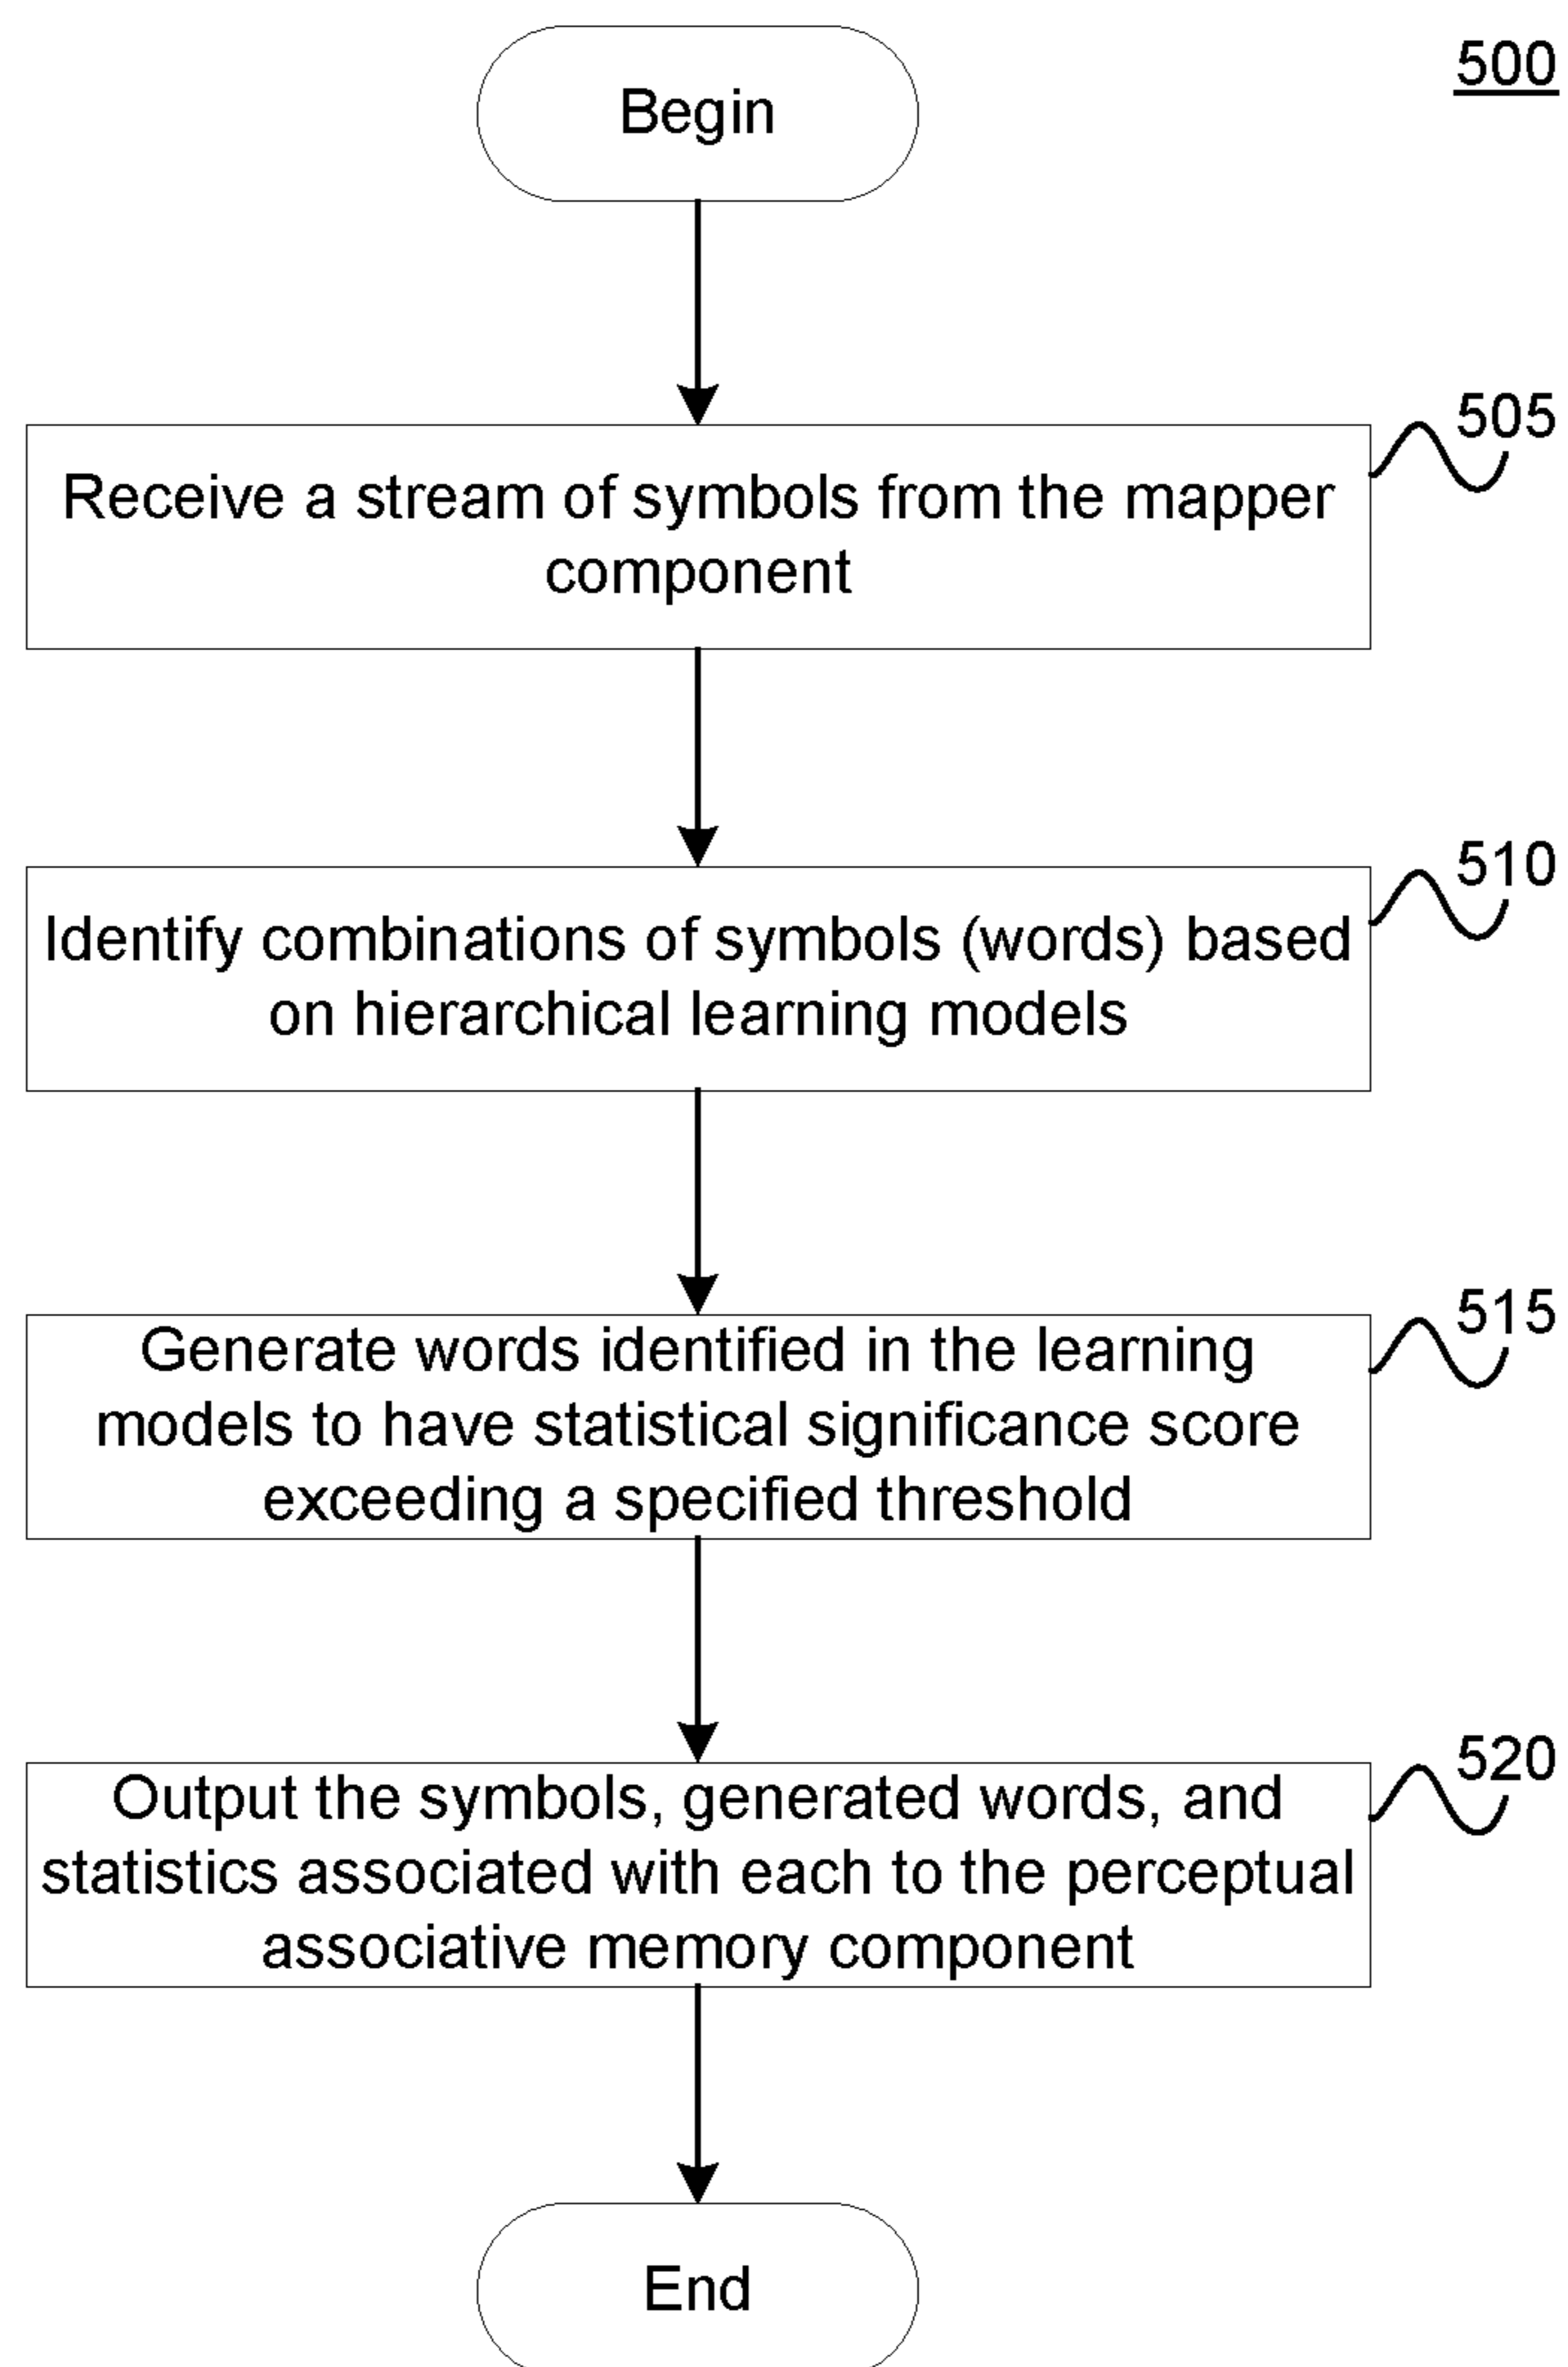 500
Begin
505
Receive a stream of symbols from the mapper
component
510
Identify combinations of symbols (words) based
on hierarchical learning models
515
Generate words identified in the learning
models to have statistical significance score
exceeding a specified threshold
520
Output the symbols, generated words, and
statistics associated with each to the perceptual
associative memory component
End